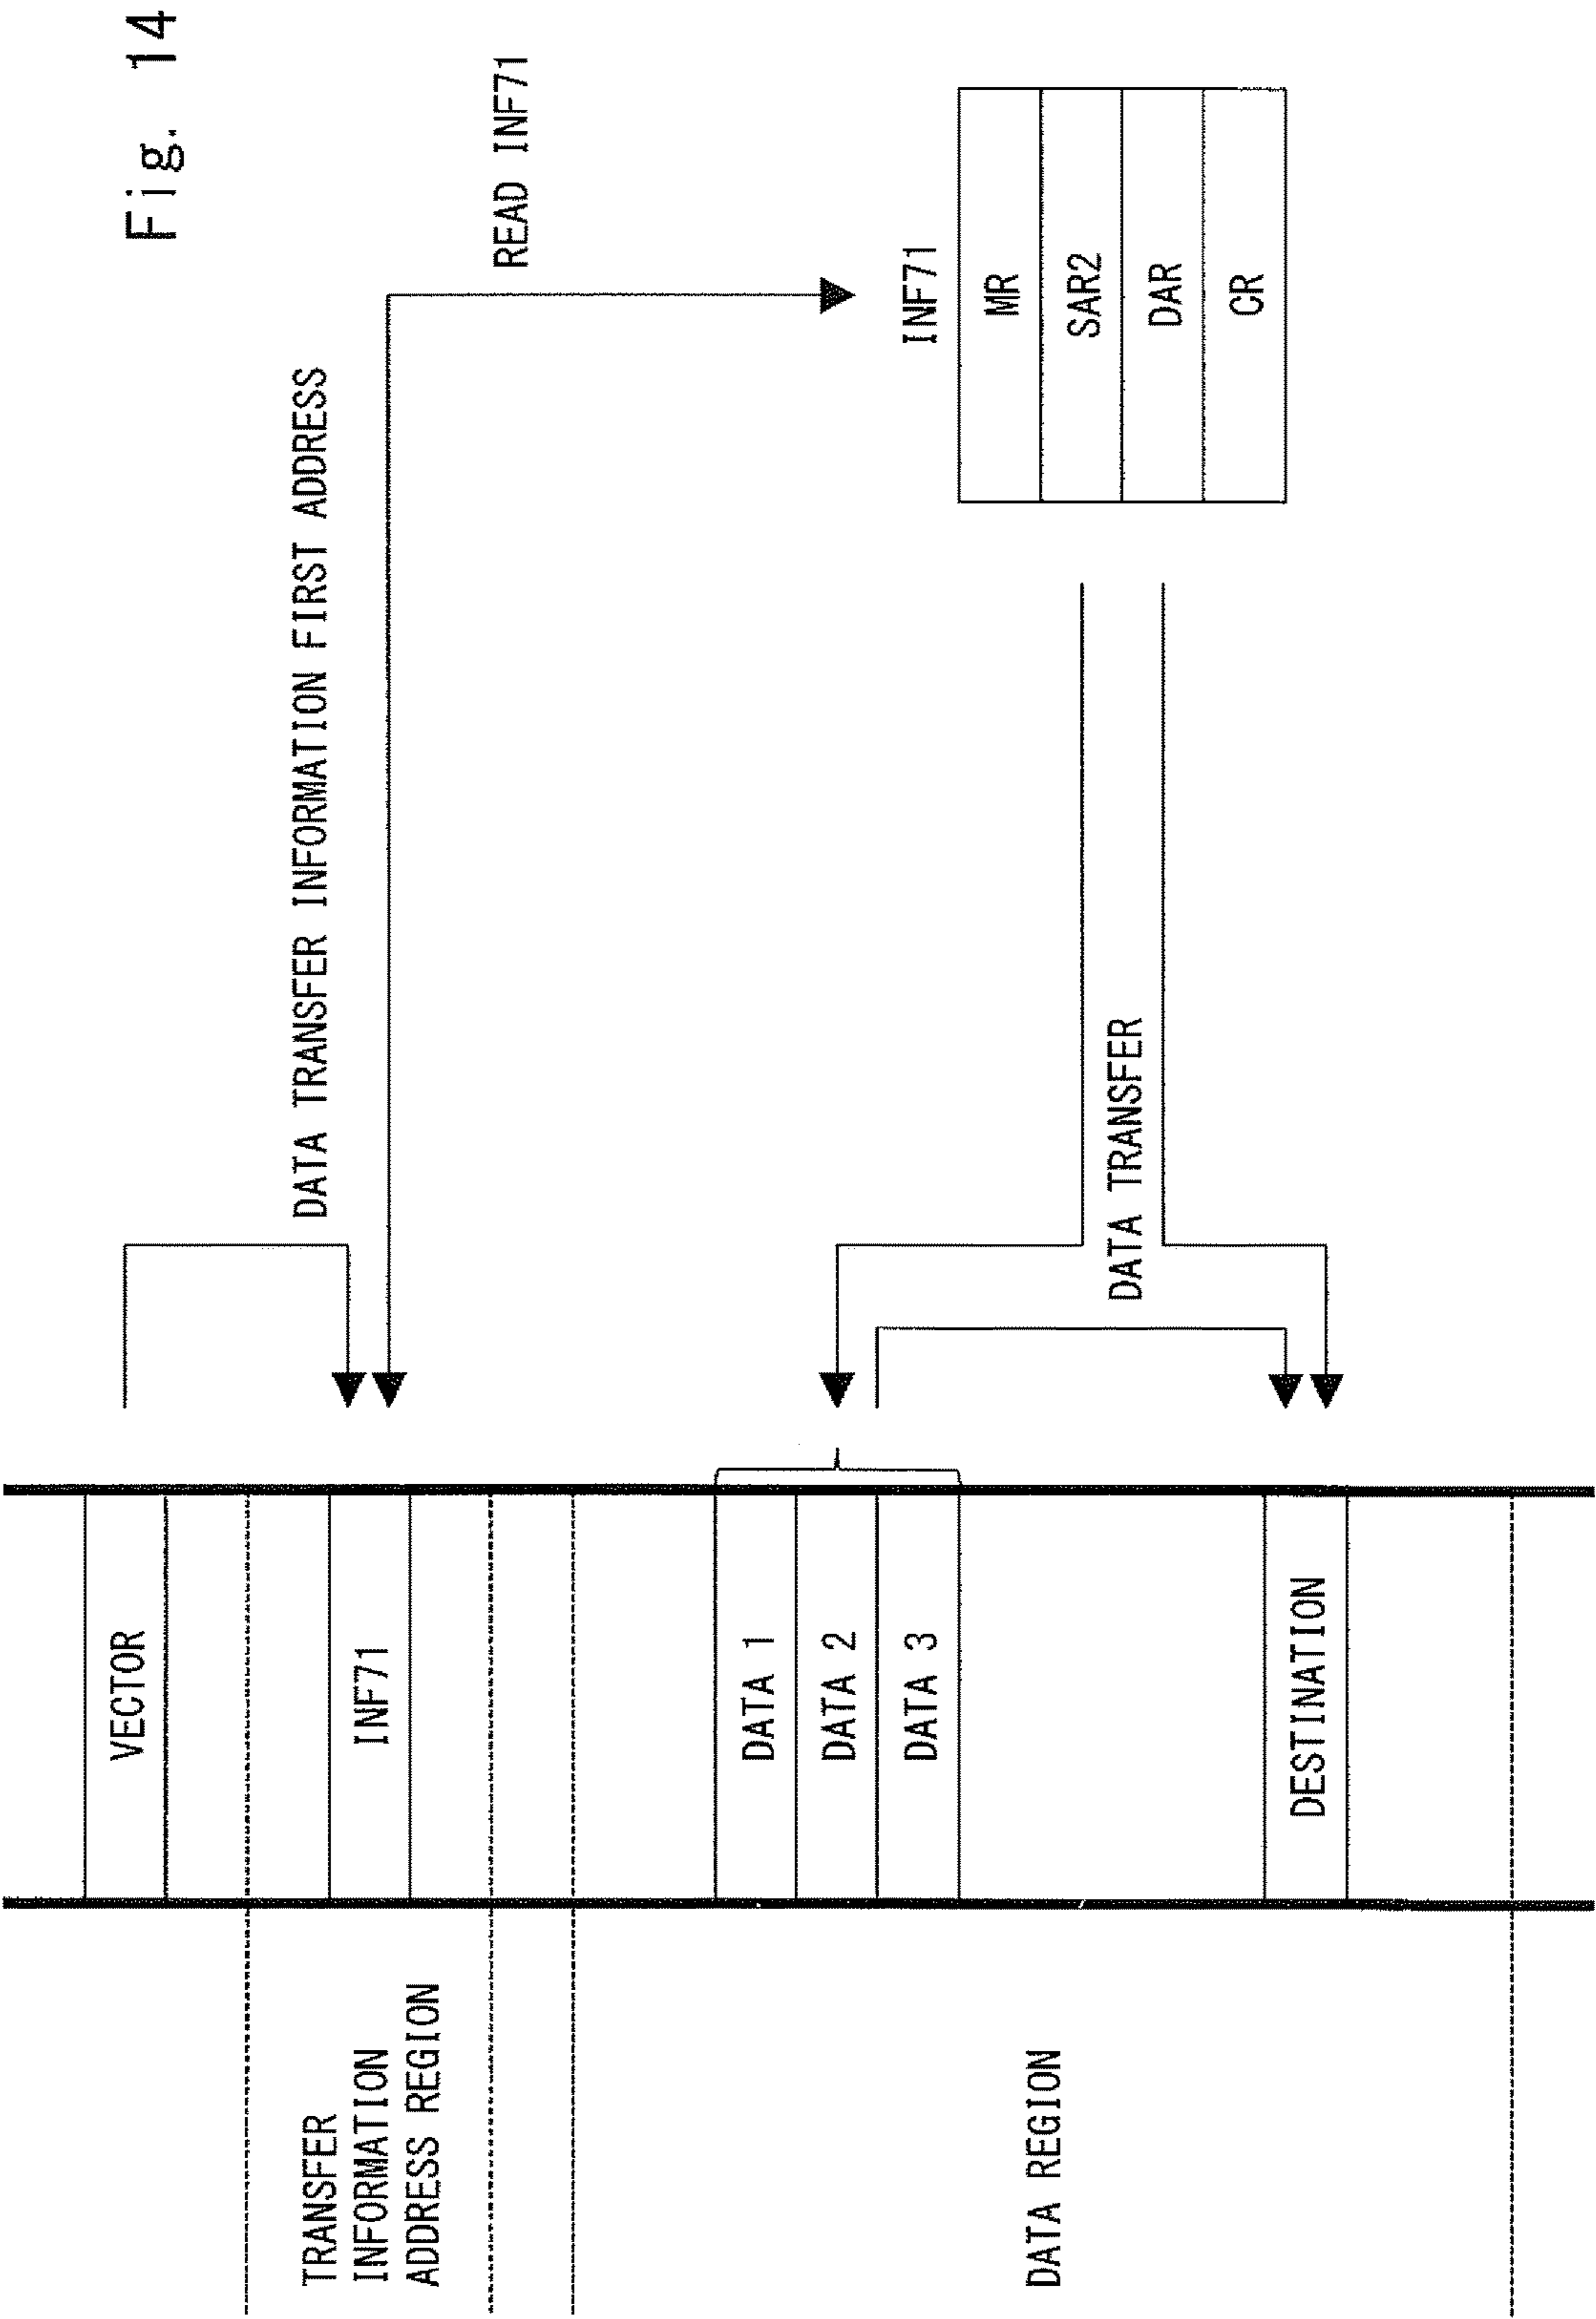 Fig. 14
VECTOR
DATA TRANSFER INFORMATION FIRST ADDRESS
TRANSFER
INFORMATION
ADDRESS REGION
INF71
READ INF71
DATA 1
DATA 2
DATA 3
INF71
MR
SAR2
DAR
CR
DATA REGION
DATA TRANSFER
DESTINATION